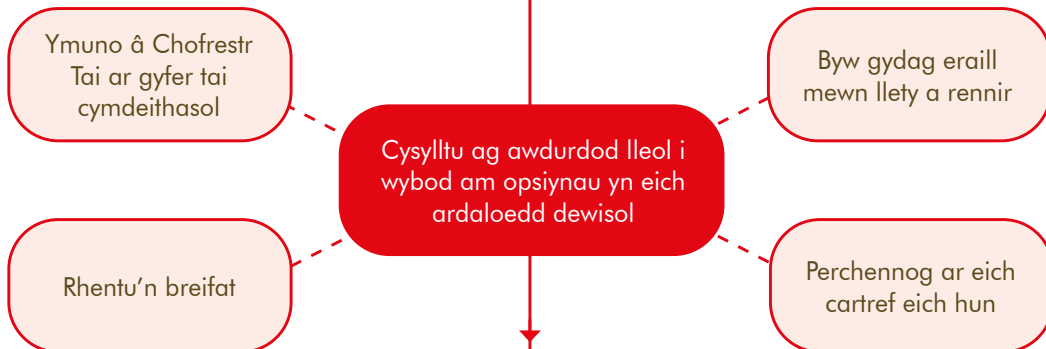 Ymuno â Chofrestr
Tai ar gyfer tai
cymdeithasol
Byw gydag eraill
mewn llety a rennir
Cysylltu ag awdurdod lleol i
wybod am opsiynau yn eich
ardaloedd dewisol
Rhentu’n breifat
Perchennog ar eich
cartref eich hun